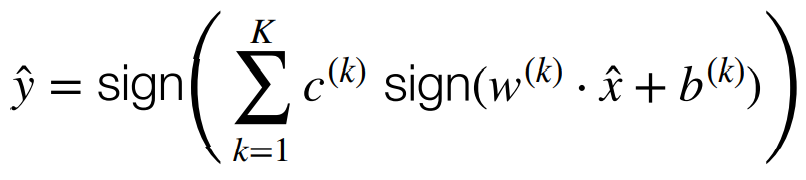 ŷ = sign( ∑_{k=1}^{K} c^{(k)} sign(w^{(k)} · x̂ + b^{(k)}) )